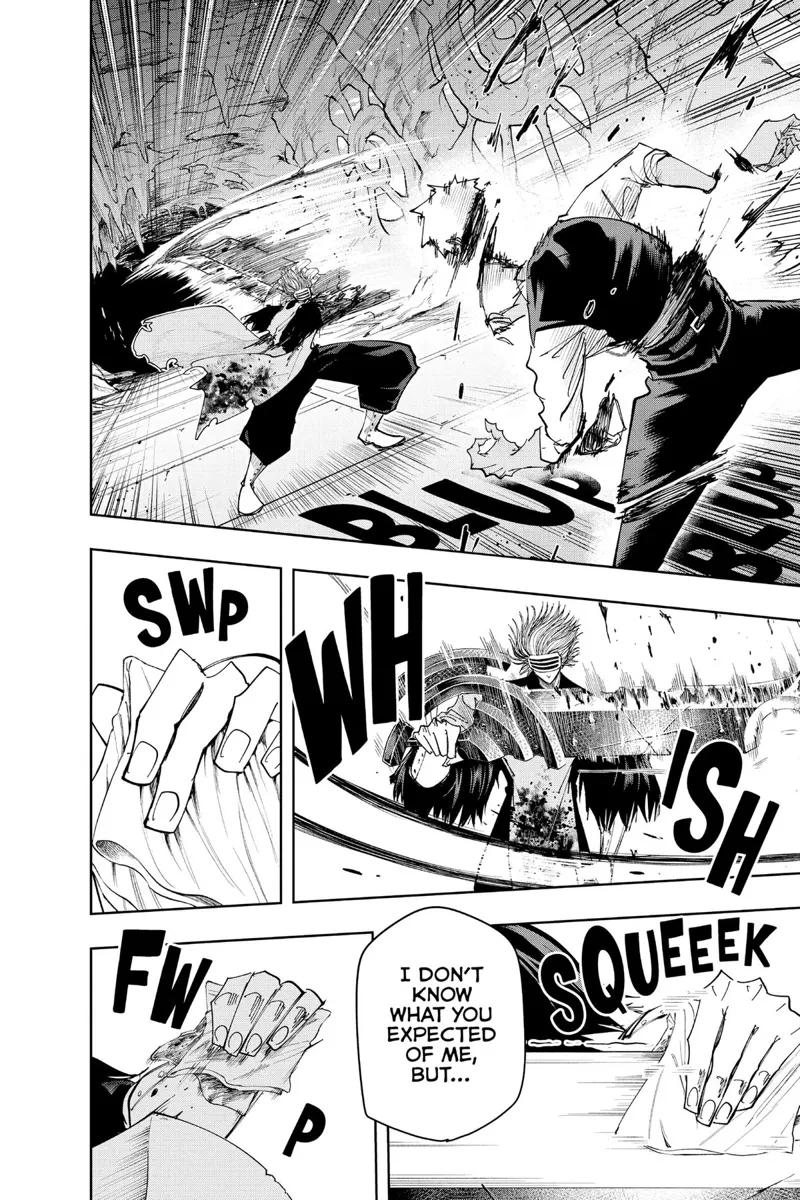 BLUP
BLUP
WH
ISH
SWP
SQUEEEK
I DON'T
KNOW
WHAT YOU
EXPECTED
OF ME,
BUT...
FW
P